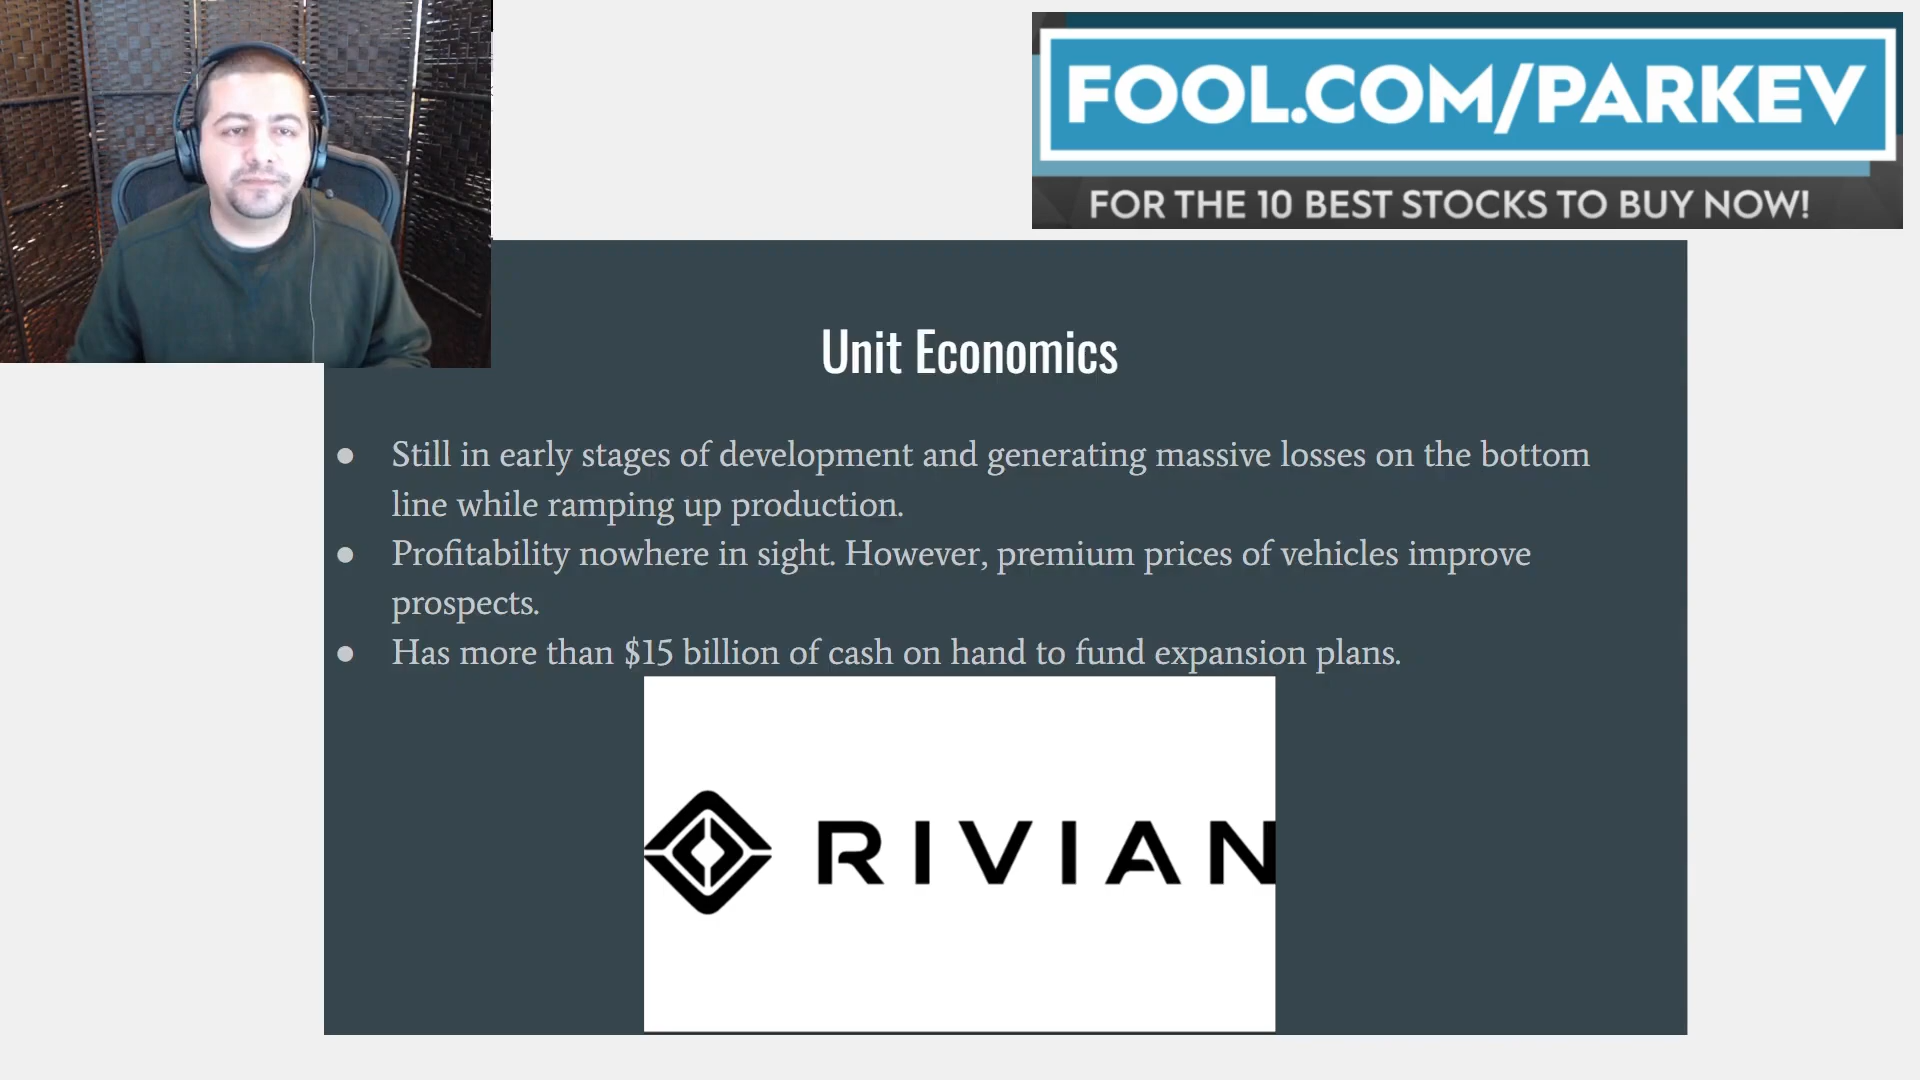 FOOL.COM/PARKEV
FOR THE 10 BEST STOCKS TO BUY NOW!
Unit Economics
● Still in early stages of development and generating massive losses on the bottom
line while ramping up production.
● Profitability nowhere in sight. However, premium prices of vehicles improve
prospects.
● Has more than $15 billion of cash on hand to fund expansion plans.
RIVIAN